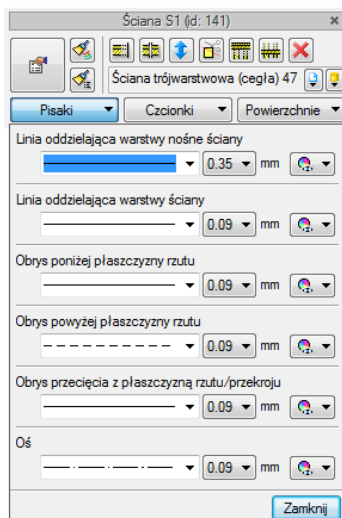 Ściana S1 (id: 141)
Ściana trójwarstwowa (cegła) 47
Pisaki
Czcionki
Powierzchnie
Linia oddzielająca warstwy nośne ściany
0.35 mm
Linia oddzielająca warstwy ściany
0.09 mm
Obrys poniżej płaszczyzny rzutu
0.09 mm
Obrys powyżej płaszczyzny rzutu
0.09 mm
Obrys przecięcia z płaszczyzną rzutu/przekroju
0.09 mm
Oś
0.09 mm
Zamknij